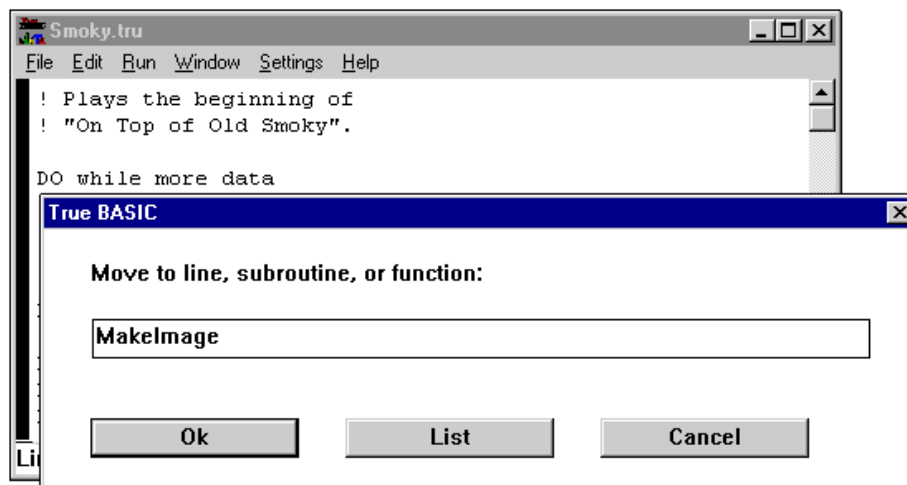 Smoky.tru
File Edit Run Window Settings Help
! Plays the beginning of
! "On Top of Old Smoky".
DO while more data
True BASIC
Move to line, subroutine, or function:
MakeImage
Ok List Cancel